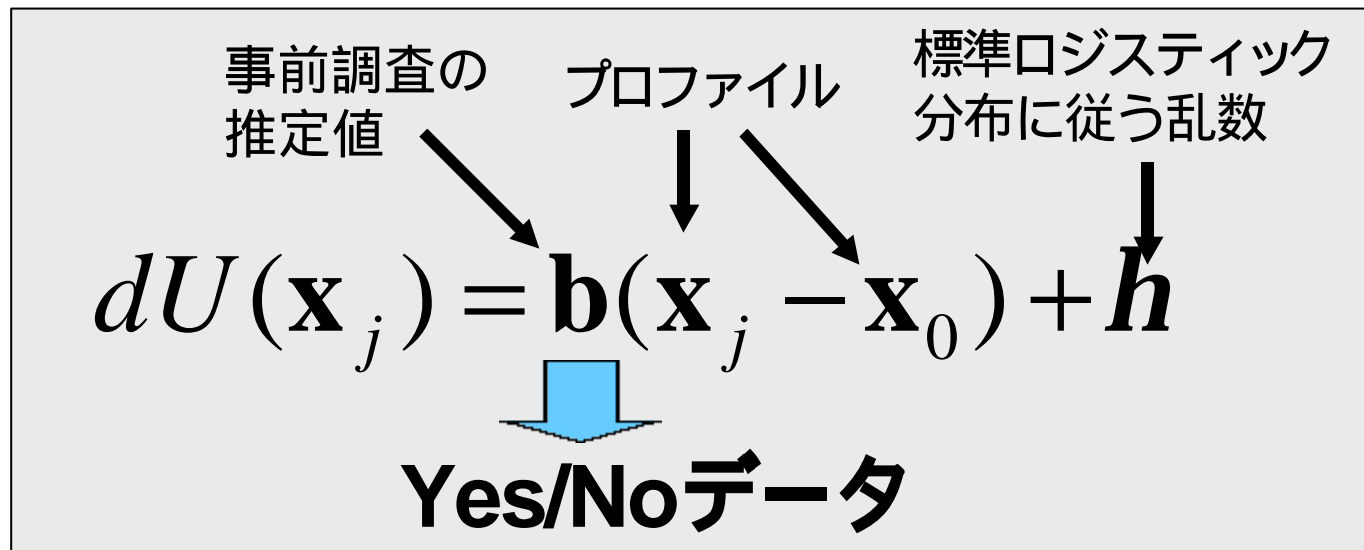 事前調査の
推定値
プロファイル
標準ロジスティック
分布に従う乱数
dU(x_j) = b(x_j − x_0) + h
Yes/Noデータ